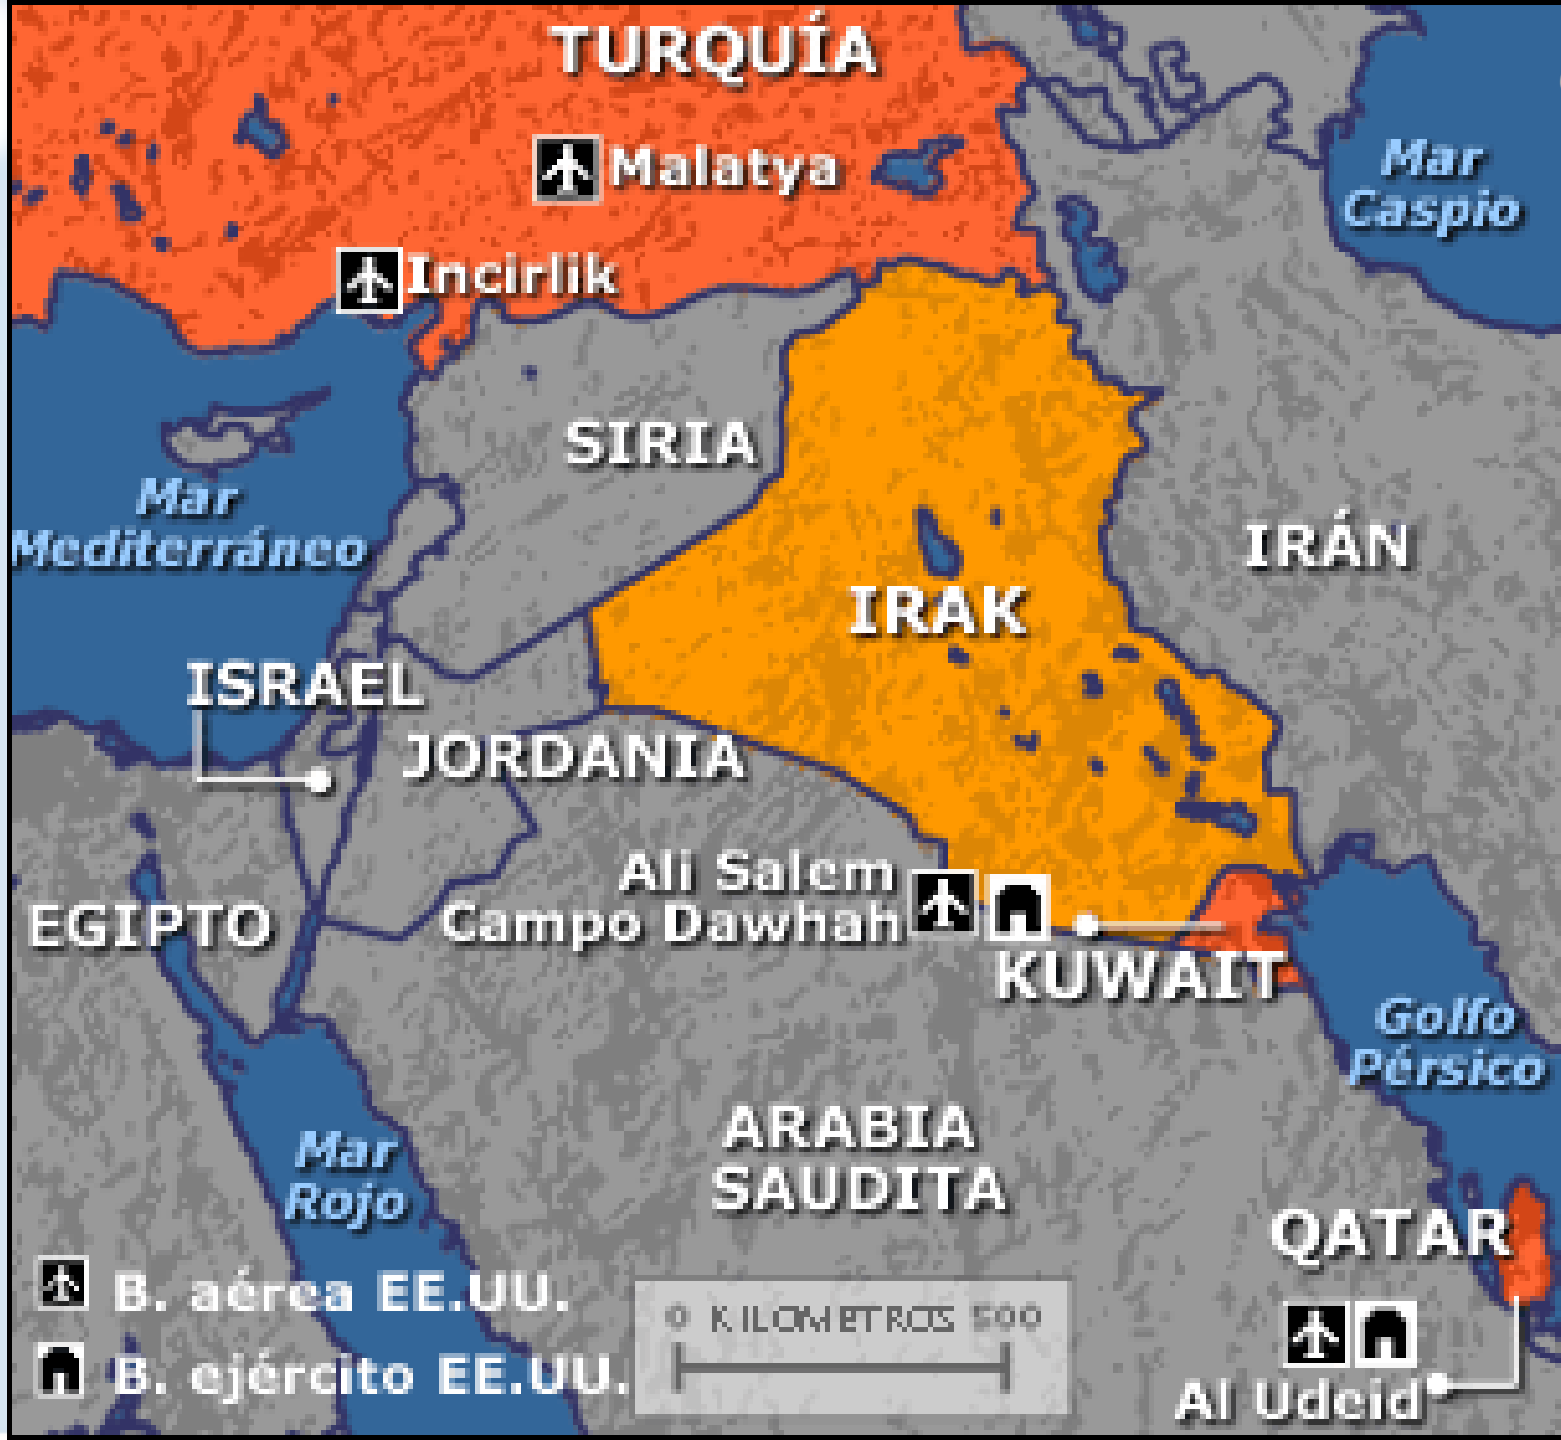 TURQUÍA
Malatya
Mar
Caspio
Incirlik
SIRIA
Mar
Mediterráneo
IRÁN
IRAK
ISRAEL
JORDANIA
Ali Salem
Campo Dawhah
EGIPTO
KUWAIT
Golfo
Pérsico
ARABIA
SAUDITA
Mar
Rojo
QATAR
B. aérea EE.UU.
0 KILOMETROS 500
B. ejército EE.UU.
Al Udeid